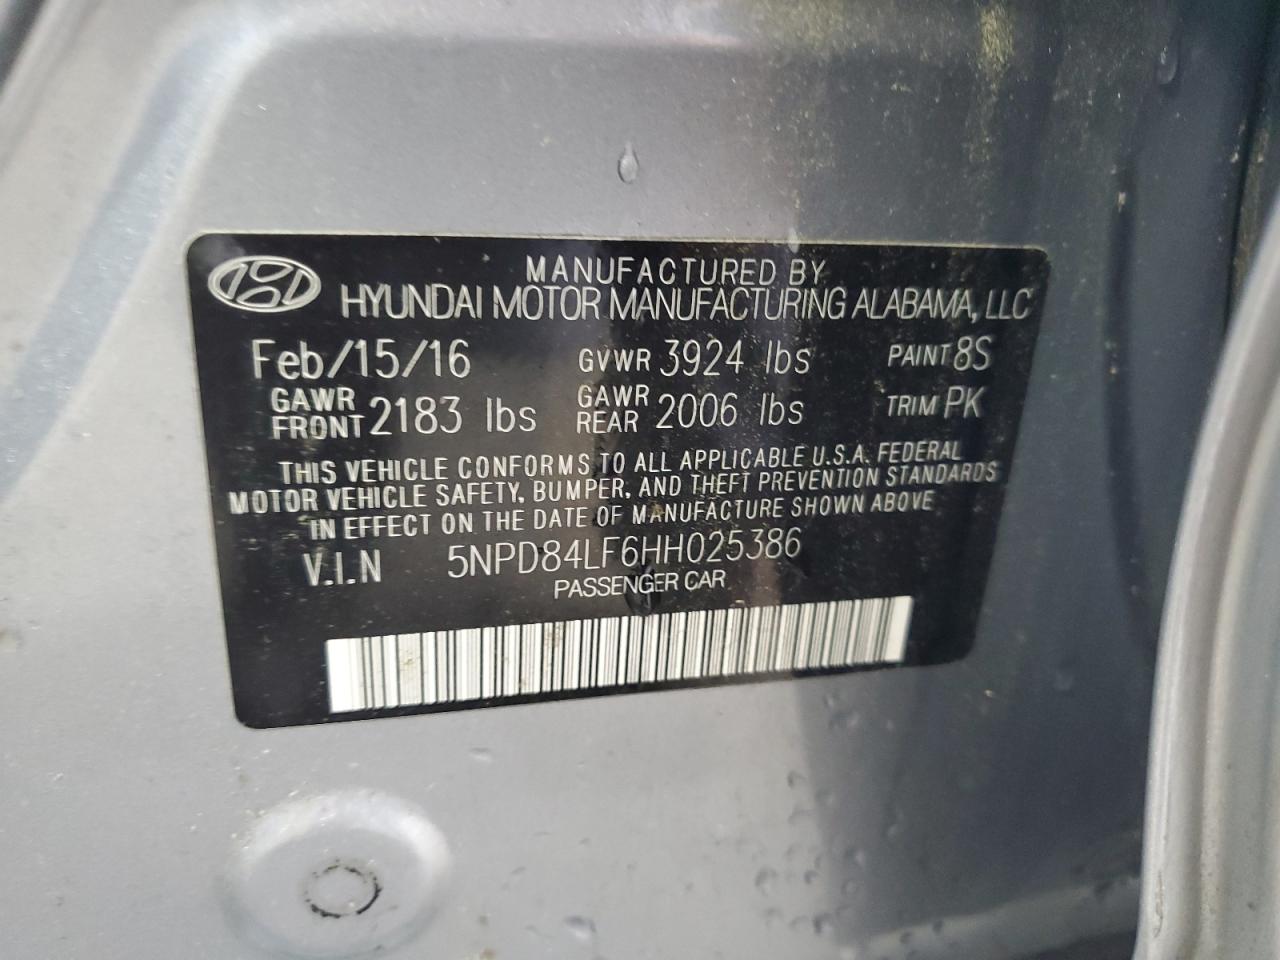 MANUFACTURED BY
HYUNDAI MOTOR MANUFACTURING ALABAMA, LLC
Feb/15/16 GVWR 3924 lbs PAINT 8S
GAWR FRONT 2183 lbs GAWR REAR 2006 lbs TRIM PK
THIS VEHICLE CONFORMS TO ALL APPLICABLE U.S.A. FEDERAL
MOTOR VEHICLE SAFETY, BUMPER, AND THEFT PREVENTION STANDARDS
IN EFFECT ON THE DATE OF MANUFACTURE SHOWN ABOVE
V.I.N 5NPD84LF6HH025386
PASSENGER CAR